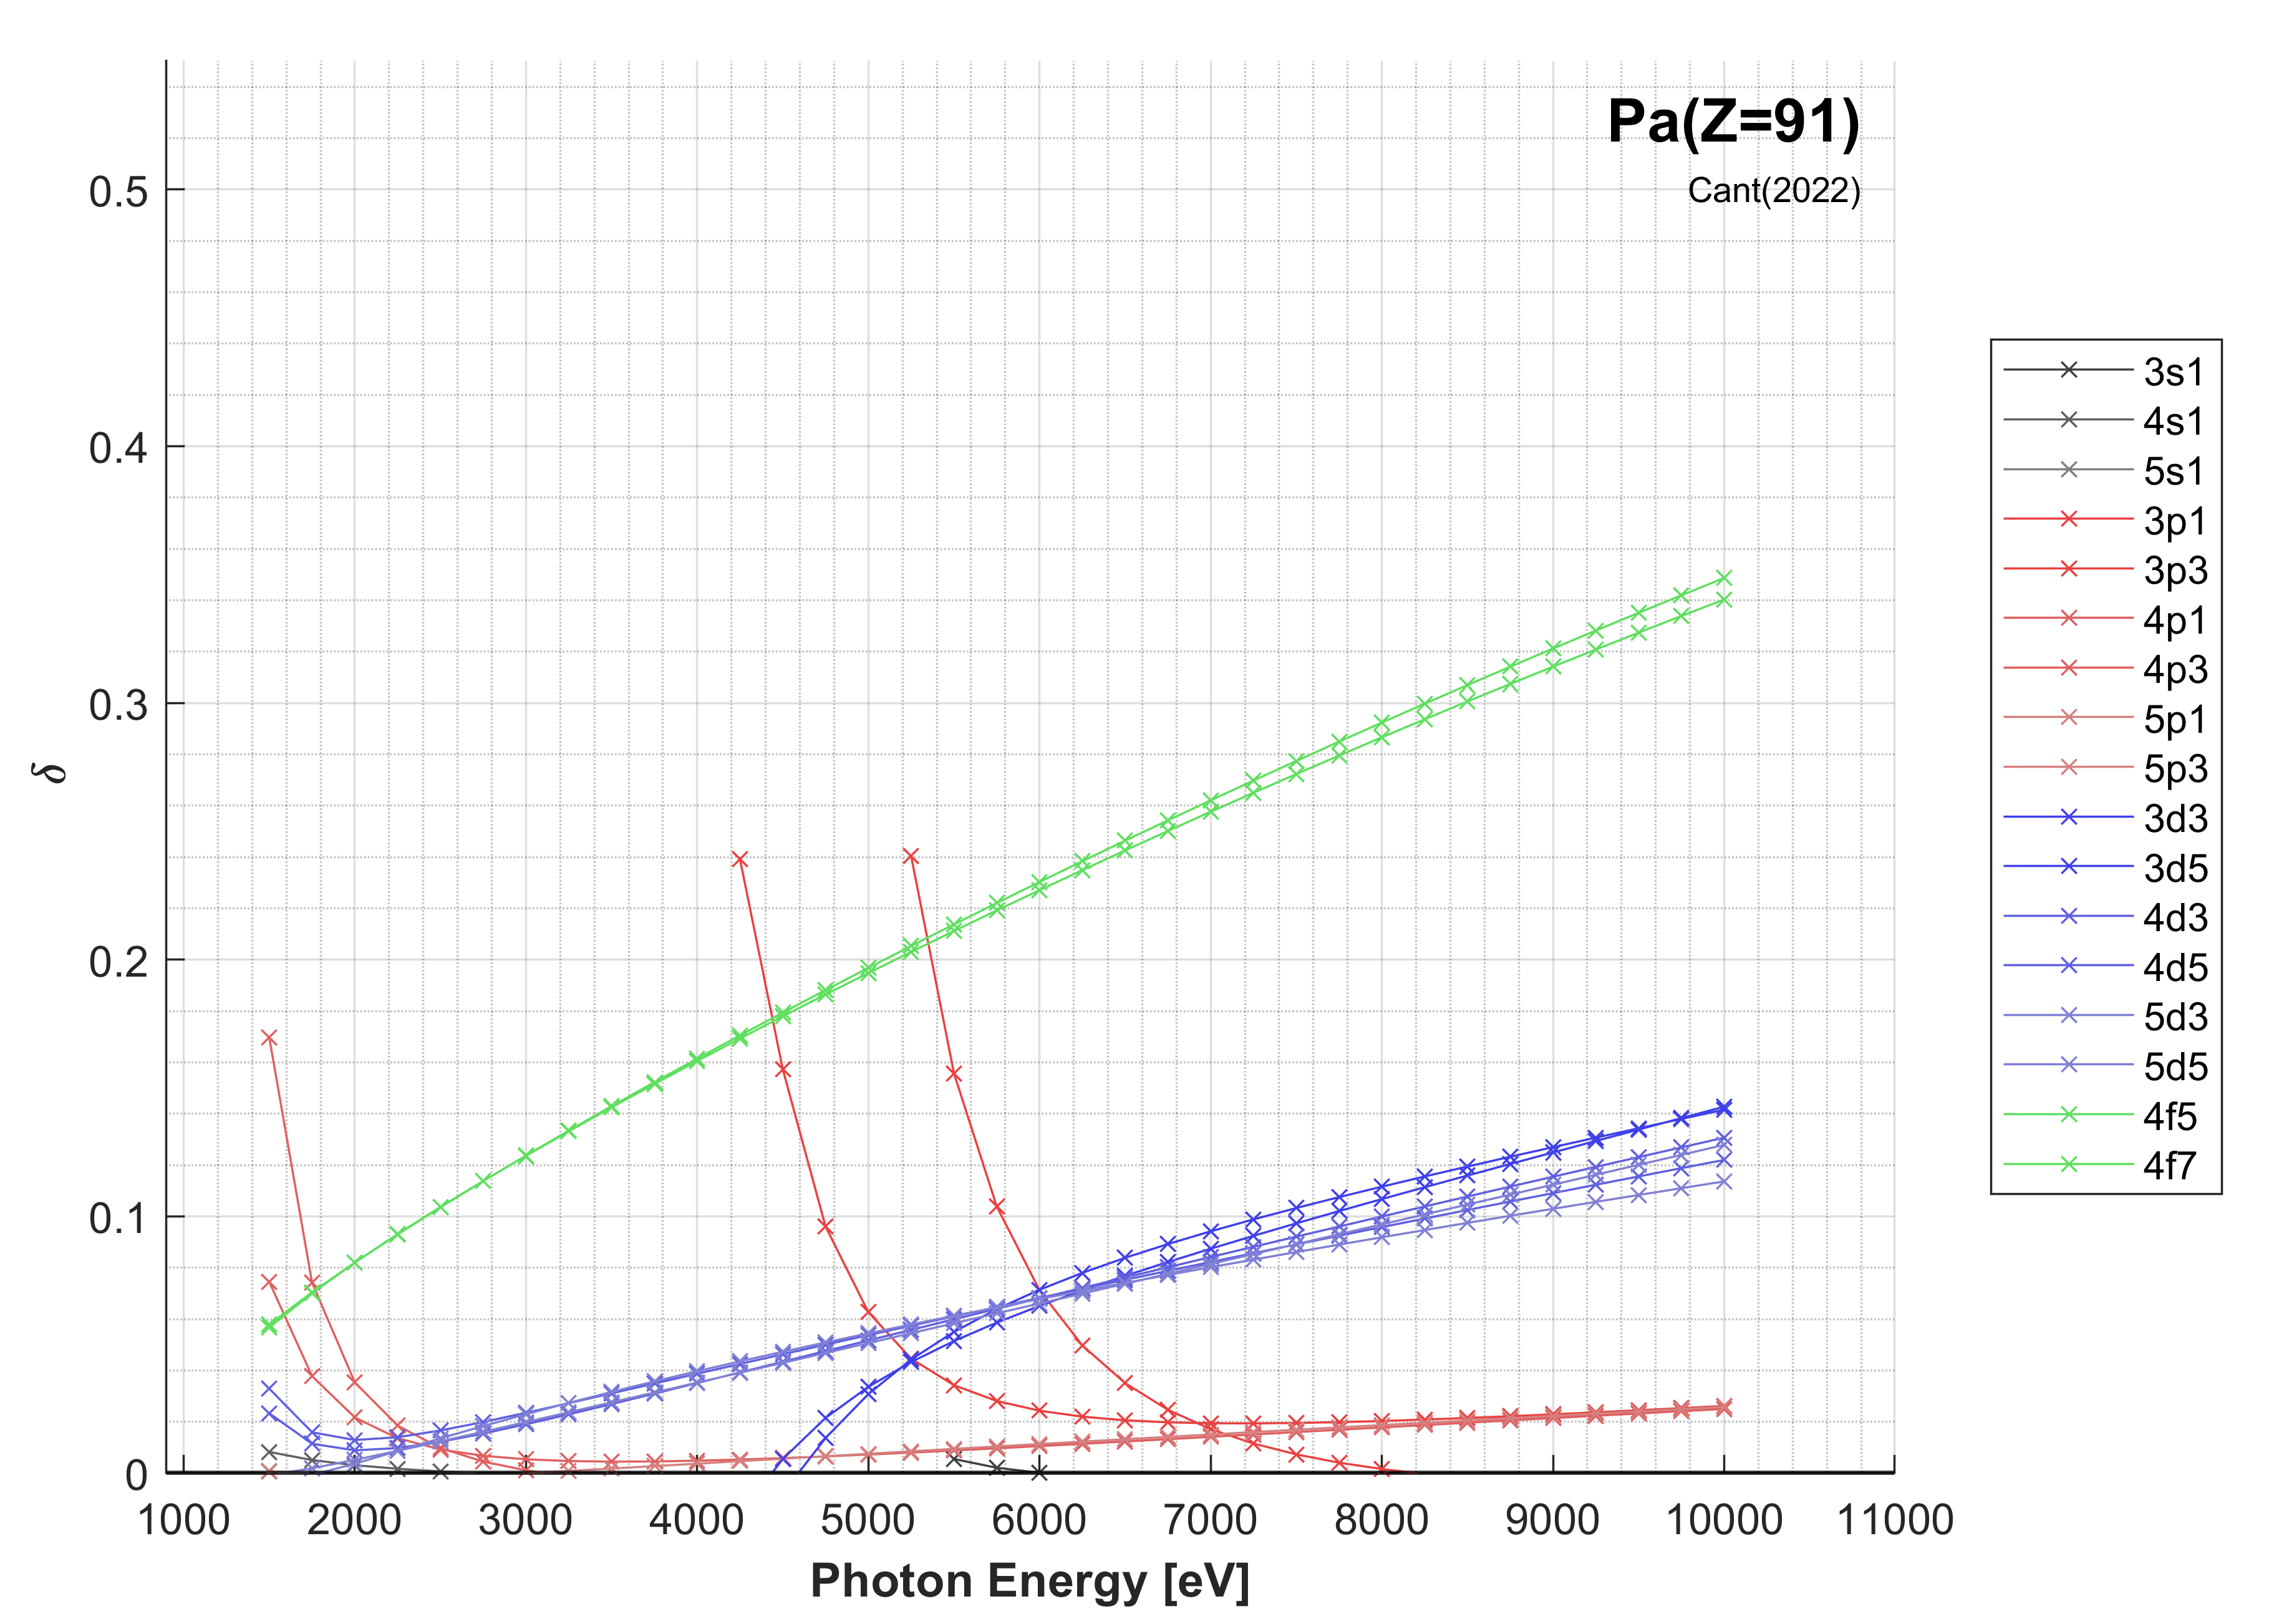 Pa(Z=91)
Cant(2022)
0.5
0.4
0.3
0.2
0.1
0
δ
1000 2000 3000 4000 5000 6000 7000 8000 9000 10000 11000
Photon Energy [eV]
3s1
4s1
5s1
3p1
3p3
4p1
4p3
5p1
5p3
3d3
3d5
4d3
4d5
5d3
5d5
4f5
4f7